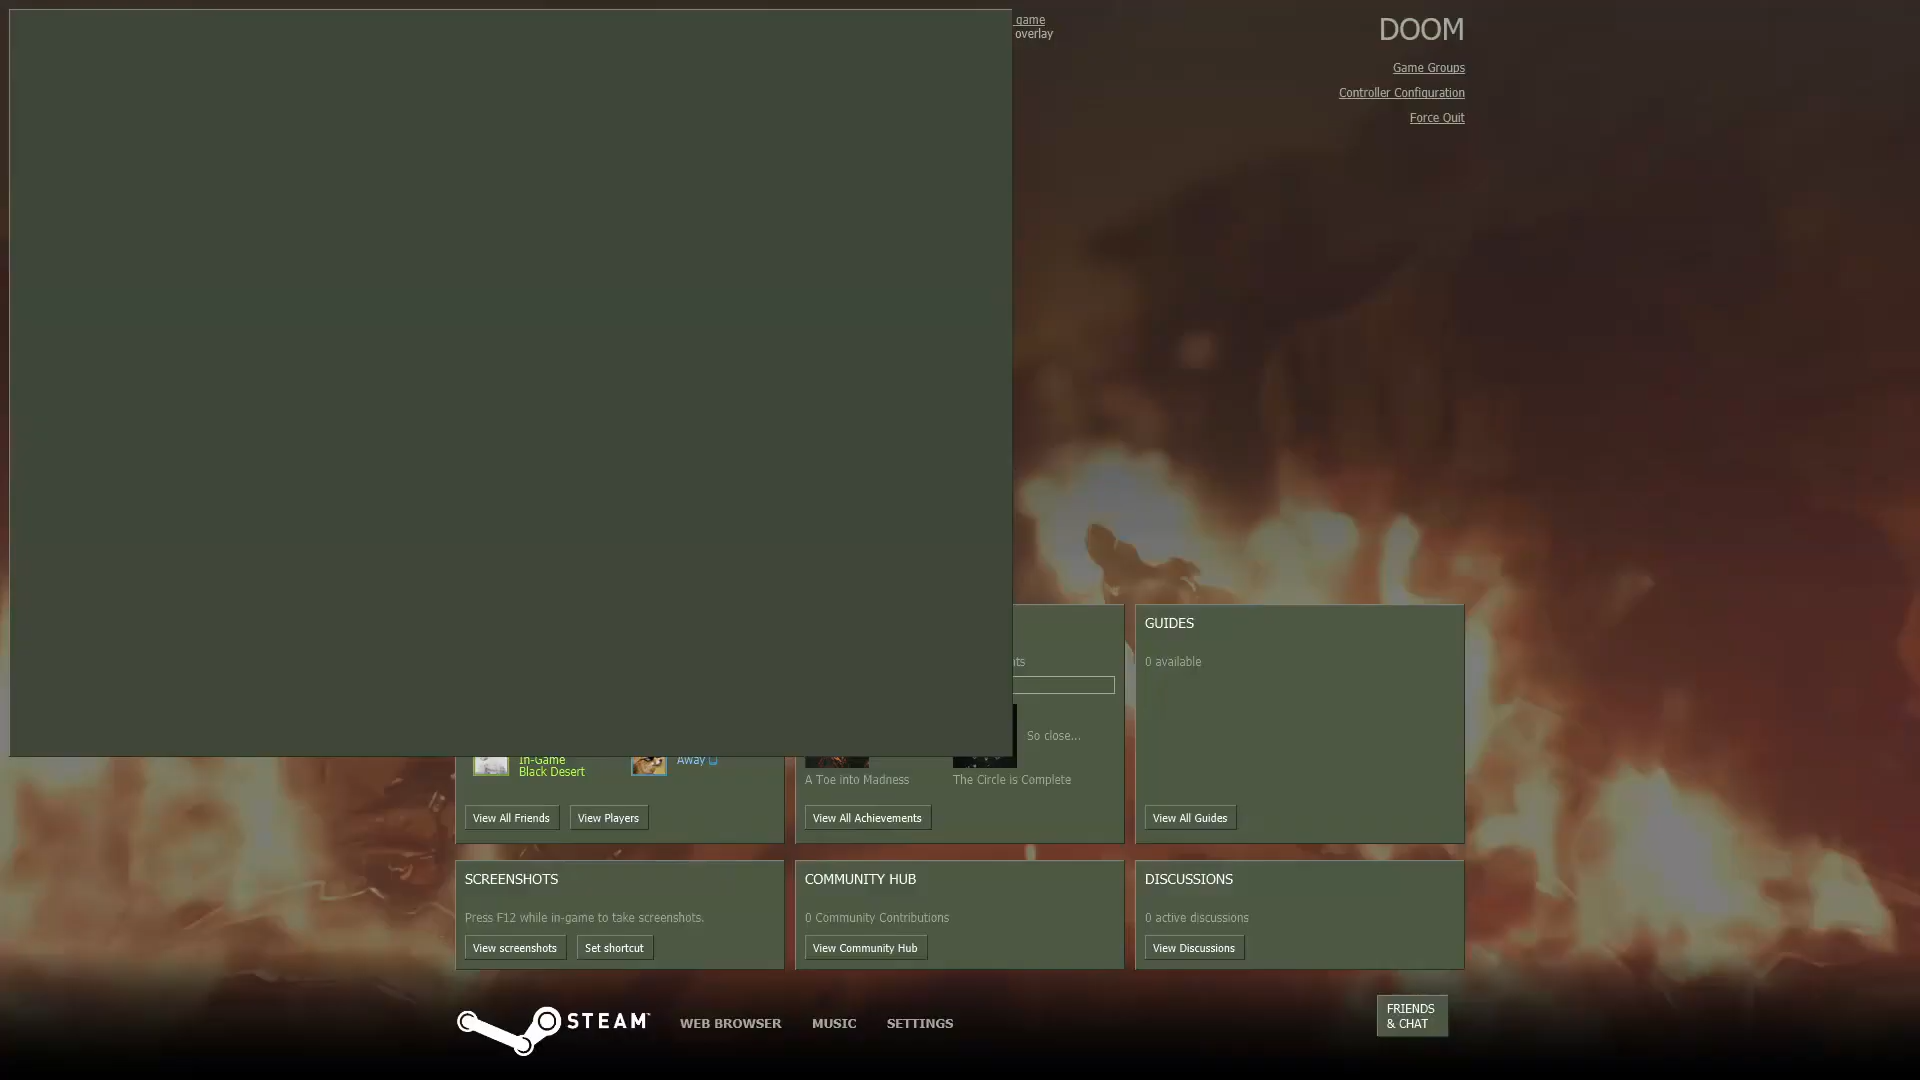 game
overlay
DOOM
Game Groups
Controller Configuration
Force Quit
GUIDES
0 available
So close...
In-Game
Black Desert
Away
A Toe into Madness
The Circle is Complete
View All Friends
View Players
View All Achievements
View All Guides
SCREENSHOTS
COMMUNITY HUB
DISCUSSIONS
Press F12 while in-game to take screenshots.
0 Community Contributions
0 active discussions
View screenshots
Set shortcut
View Community Hub
View Discussions
STEAM™
WEB BROWSER
MUSIC
SETTINGS
FRIENDS
& CHAT